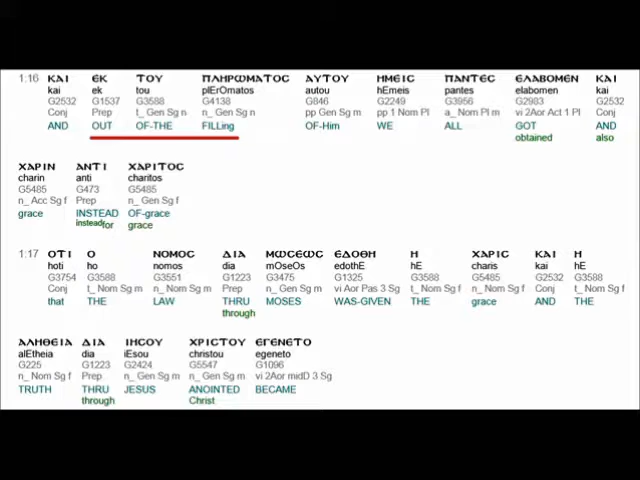 1:16 ΚΑΙ ΕΚ ΤΟΥ ΠΛΗΡΩΜΑΤΟϹ ΑΥΤΟΥ ΗΜΕΙϹ ΠΑΝΤΕϹ ΕΛΑΒΟΜΕΝ ΚΑΙ
kai ek tou plErOmatos autou hEmeis pantes elabomen kai
G2532 G1537 G3588 G4138 G846 G2249 G3956 G2983 G2532
Conj Prep t_ Gen Sg n n_ Gen Sg n pp Gen Sg m pp 1 Nom Pl a_ Nom Pl m vi 2Aor Act 1 Pl Conj
AND OUT OF-THE FILLing OF-Him WE ALL GOT AND
obtained also
ΧΑΡΙΝ ΑΝΤΙ ΧΑΡΙΤΟϹ
charin anti charitos
G5485 G473 G5485
n_ Acc Sg f Prep n_ Gen Sg f
grace INSTEAD OF-grace
insteadfor grace
1:17 ΟΤΙ Ο ΝΟΜΟϹ ΔΙΑ ΜΩϹΕΩϹ ΕΔΟΘΗ Η ΧΑΡΙϹ ΚΑΙ Η
hoti ho nomos dia mOseOs edothE hE charis kai hE
G3754 G3588 G3551 G1223 G3475 G1325 G3588 G5485 G2532 G3588
Conj t_ Nom Sg m n_ Nom Sg m Prep n_ Gen Sg m vi Aor Pas 3 Sg t_ Nom Sg f n_ Nom Sg f Conj t_ Nom Sg f
that THE LAW THRU MOSES WAS-GIVEN THE grace AND THE
through
ΑΛΗΘΕΙΑ ΔΙΑ ΙΗϹΟΥ ΧΡΙϹΤΟΥ ΕΓΕΝΕΤΟ
alEtheia dia iEsou christou egeneto
G225 G1223 G2424 G5547 G1096
n_ Nom Sg f Prep n_ Gen Sg m n_ Gen Sg m vi 2Aor midD 3 Sg
TRUTH THRU JESUS ANOINTED BECAME
through Christ